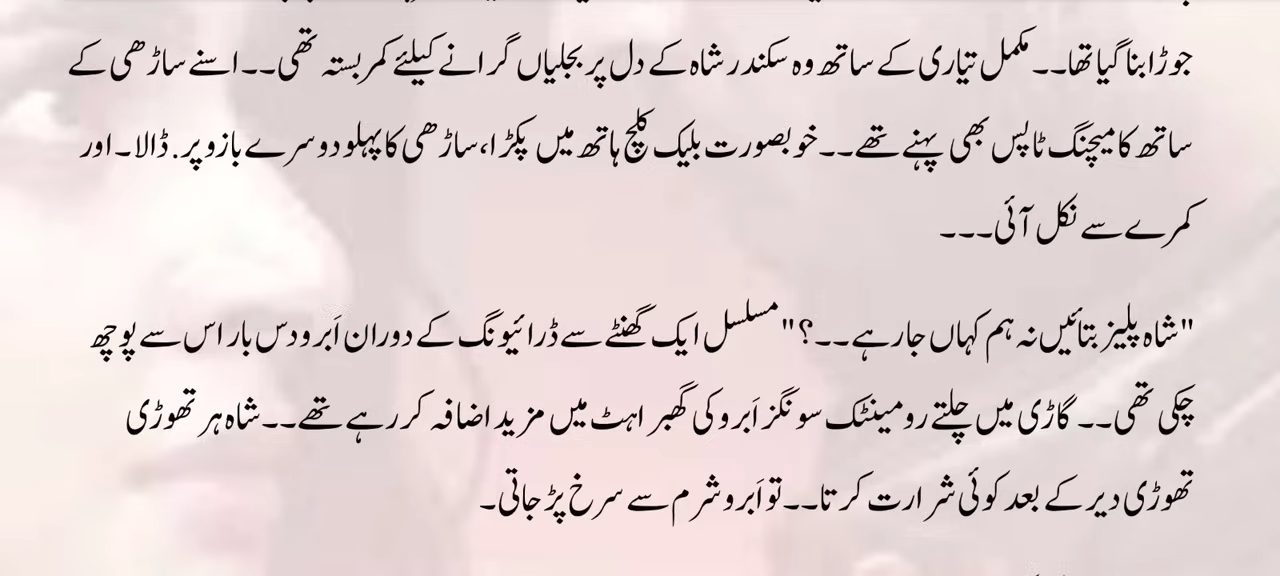 جوڑا بنا گیا تھا۔۔ مکمل تیاری کے ساتھ وہ سکندر شاہ کے دل پر بجلیاں گرانے کیلئے کمر بستہ تھی۔۔ اسنے ساڑھی کے
ساتھ کا میچنگ ٹاپس بھی پہنے تھے۔۔ خوبصورت بلیک کلچ ہاتھ میں پکڑا، ساڑھی کا پہلو دوسرے بازو پر. ڈالا۔ اور
کمرے سے نکل آئی۔۔۔
"شاہ پلیز بتائیں نہ ہم کہاں جا رہے۔۔؟" مسلسل ایک گھنٹے سے ڈرائیونگ کے دوران اَبرو دس بار اس سے پوچھ
چکی تھی۔۔ گاڑی میں چلتے رومینٹک سونگز اَبرو کی گھبراہٹ میں مزید اضافہ کر رہے تھے۔۔ شاہ ہر تھوڑی
تھوڑی دیر کے بعد کوئی شرارت کرتا۔۔ تو اَبرو شرم سے سرخ پڑ جاتی۔